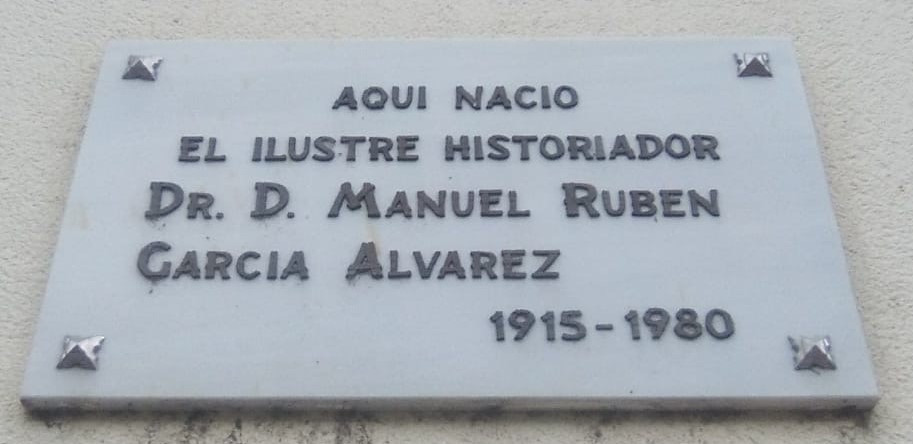 AQUI NACIO
EL ILUSTRE HISTORIADOR
DR. D. MANUEL RUBEN
GARCIA ALVAREZ
1915-1980